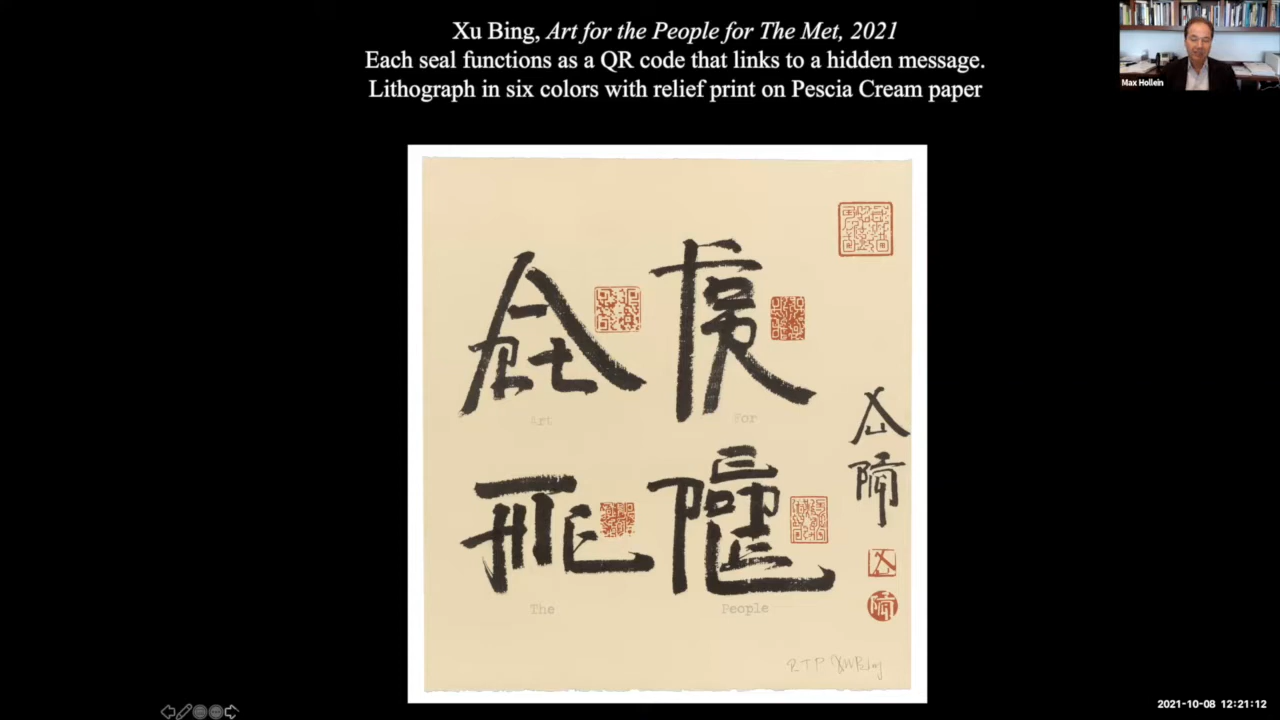 Xu Bing, Art for the People for The Met, 2021
Each seal functions as a QR code that links to a hidden message.
Lithograph in six colors with relief print on Pescia Cream paper
Max Hollein
Art
For
The
People
2021-10-08 12:21:12